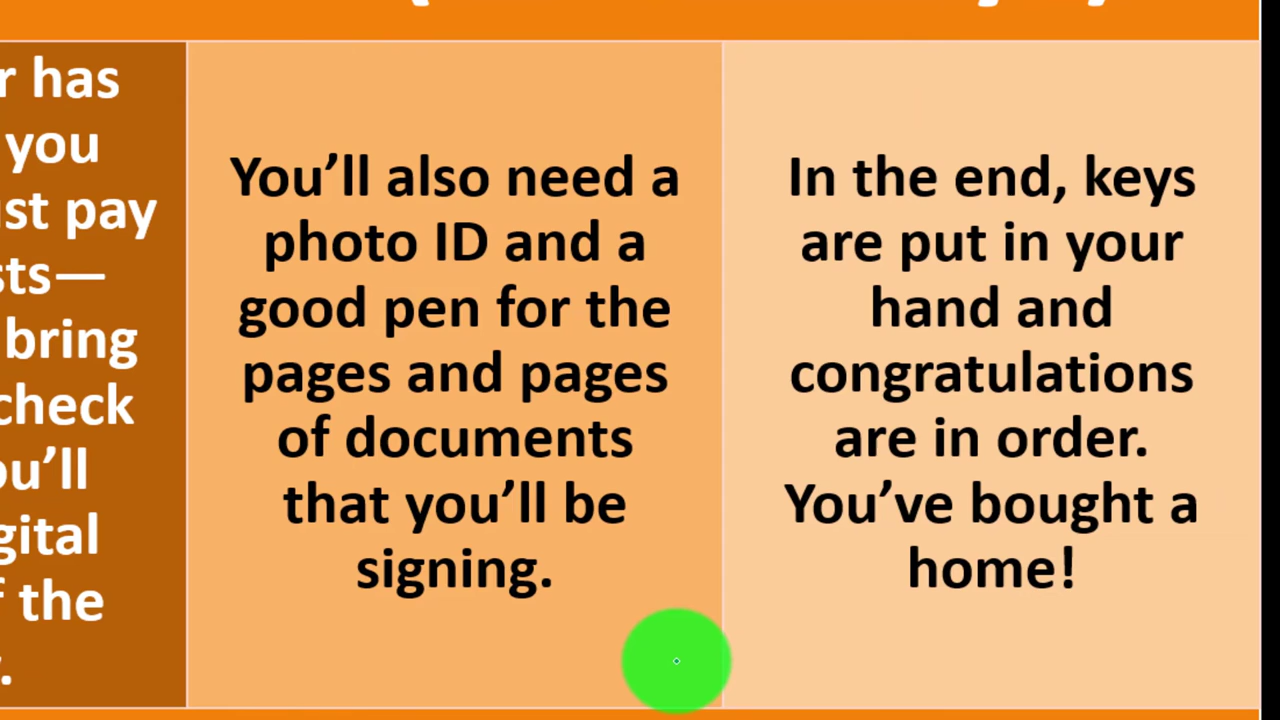 r has
you
ust pay
sts—
bring
check
ou’ll
gital
f the
You’ll also need a
photo ID and a
good pen for the
pages and pages
of documents
that you’ll be
signing.
In the end, keys
are put in your
hand and
congratulations
are in order.
You’ve bought a
home!